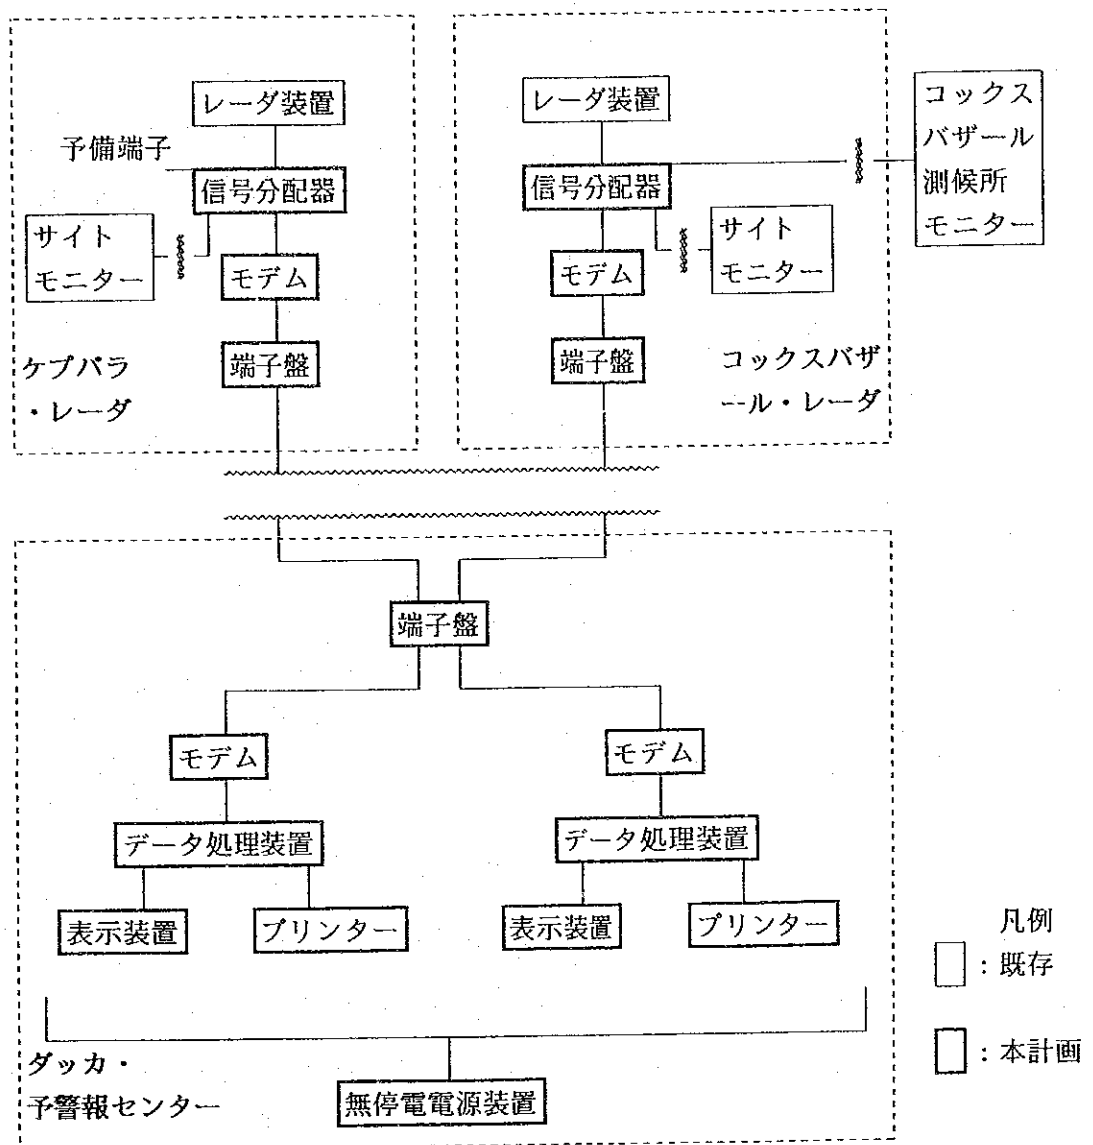 レーダ装置
予備端子
信号分配器
サイト
モニター
モデム
端子盤
ケプパラ
・レーダ
レーダ装置
信号分配器
サイト
モニター
モデム
端子盤
コックスバザ
ール・レーダ
コックス
バザール
測候所
モニター
端子盤
モデム
データ処理装置
表示装置
プリンター
モデム
データ処理装置
表示装置
プリンター
無停電電源装置
ダッカ・
予警報センター
凡例
：既存
：本計画